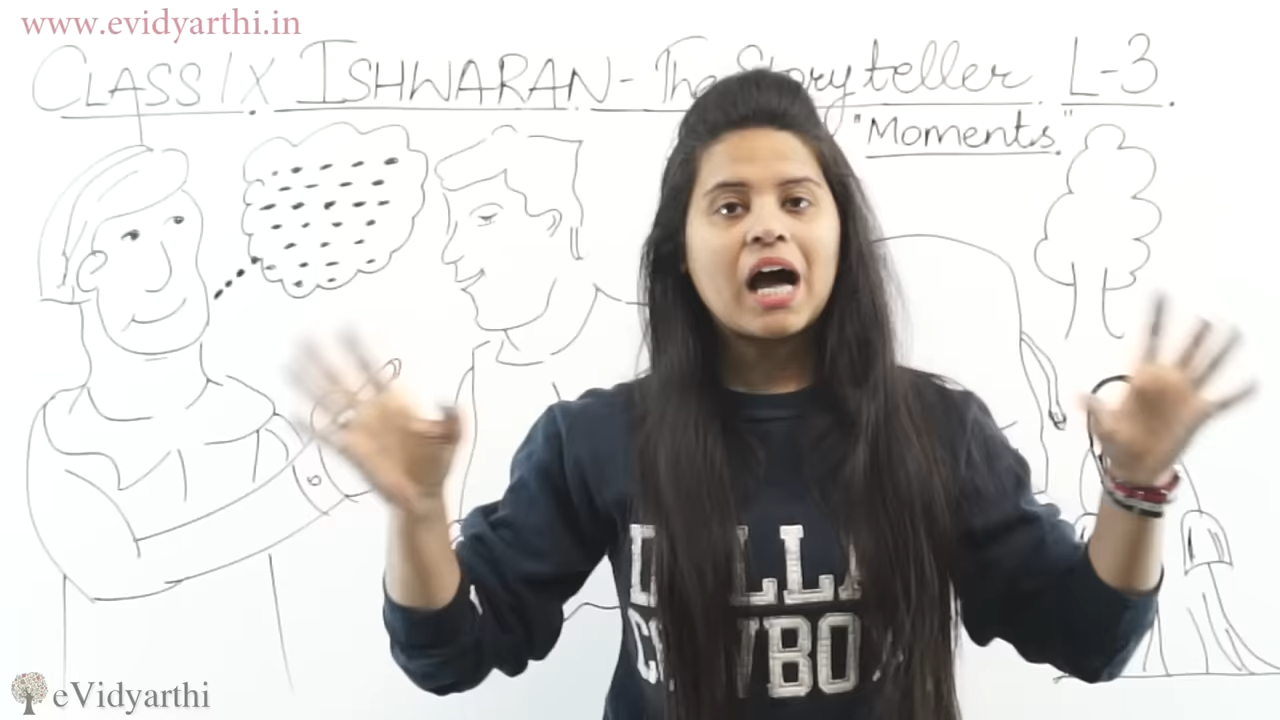 www.evidyarthi.in
CLASS IX ISHWARAN - The Storyteller L-3
"Moments"
eVidyarthi